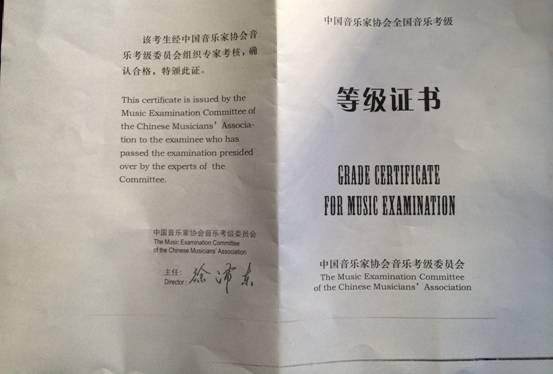 该考生经中国音乐家协会音
乐考级委员会组织专家考核，确
认合格，特颁此证。
This certificate is issued by the
Music Examination Committee of
the Chinese Musicians' Associa-
tion to the examinee who has
passed the examination presided
over by the experts of the
Committee.
中国音乐家协会音乐考级委员会
The Music Examination Committee
of the Chinese Musicians' Association
主任：
Director:
徐沛东
中国音乐家协会全国音乐考级
等级证书
GRADE CERTIFICATE
FOR MUSIC EXAMINATION
中国音乐家协会音乐考级委员会
The Music Examination Committee
of the Chinese Musicians' Association